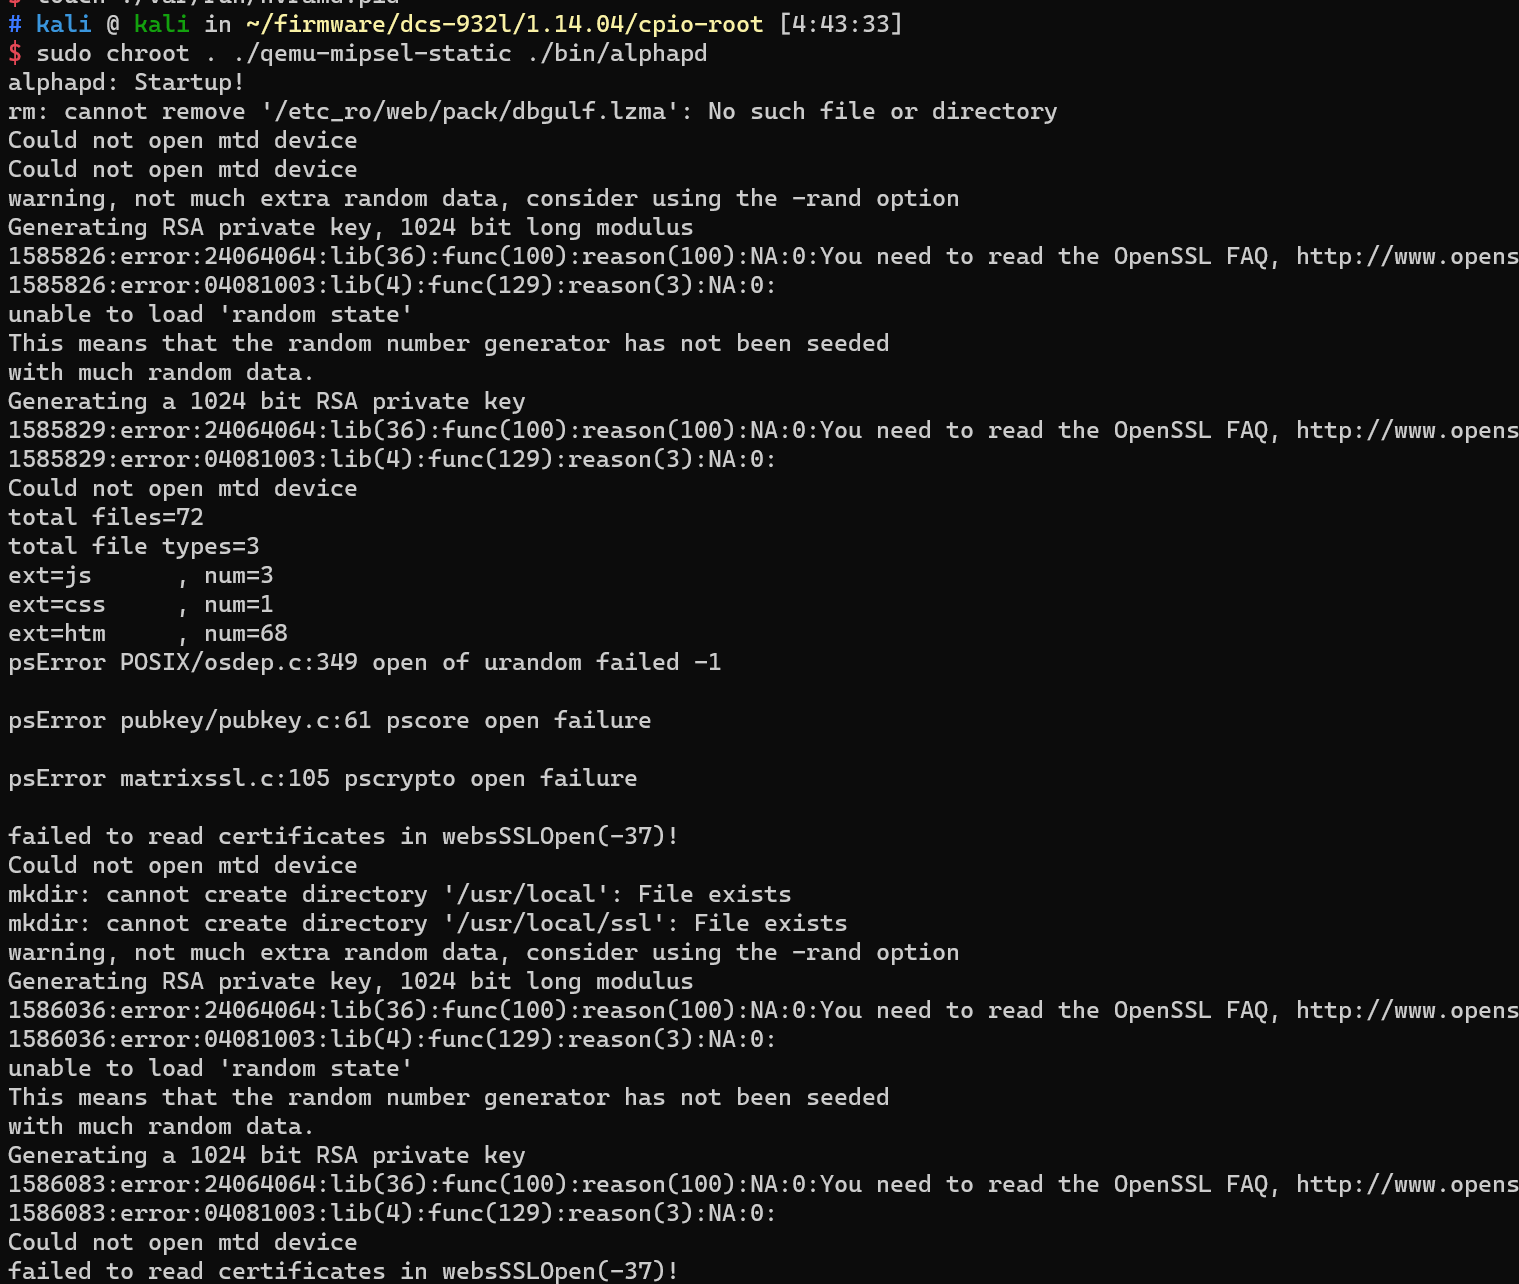 $ touch ./var/run/nvramd.pid
# kali @ kali in ~/firmware/dcs-932l/1.14.04/cpio-root [4:43:33]
$ sudo chroot . ./qemu-mipsel-static ./bin/alphapd
alphapd: Startup!
rm: cannot remove '/etc_ro/web/pack/dbgulf.lzma': No such file or directory
Could not open mtd device
Could not open mtd device
warning, not much extra random data, consider using the -rand option
Generating RSA private key, 1024 bit long modulus
1585826:error:24064064:lib(36):func(100):reason(100):NA:0:You need to read the OpenSSL FAQ, http://www.opens
1585826:error:04081003:lib(4):func(129):reason(3):NA:0:
unable to load 'random state'
This means that the random number generator has not been seeded
with much random data.
Generating a 1024 bit RSA private key
1585829:error:24064064:lib(36):func(100):reason(100):NA:0:You need to read the OpenSSL FAQ, http://www.opens
1585829:error:04081003:lib(4):func(129):reason(3):NA:0:
Could not open mtd device
total files=72
total file types=3
ext=js      , num=3
ext=css     , num=1
ext=htm     , num=68
psError POSIX/osdep.c:349 open of urandom failed -1
psError pubkey/pubkey.c:61 pscore open failure
psError matrixssl.c:105 pscrypto open failure
failed to read certificates in websSSLOpen(-37)!
Could not open mtd device
mkdir: cannot create directory '/usr/local': File exists
mkdir: cannot create directory '/usr/local/ssl': File exists
warning, not much extra random data, consider using the -rand option
Generating RSA private key, 1024 bit long modulus
1586036:error:24064064:lib(36):func(100):reason(100):NA:0:You need to read the OpenSSL FAQ, http://www.opens
1586036:error:04081003:lib(4):func(129):reason(3):NA:0:
unable to load 'random state'
This means that the random number generator has not been seeded
with much random data.
Generating a 1024 bit RSA private key
1586083:error:24064064:lib(36):func(100):reason(100):NA:0:You need to read the OpenSSL FAQ, http://www.opens
1586083:error:04081003:lib(4):func(129):reason(3):NA:0:
Could not open mtd device
failed to read certificates in websSSLOpen(-37)!